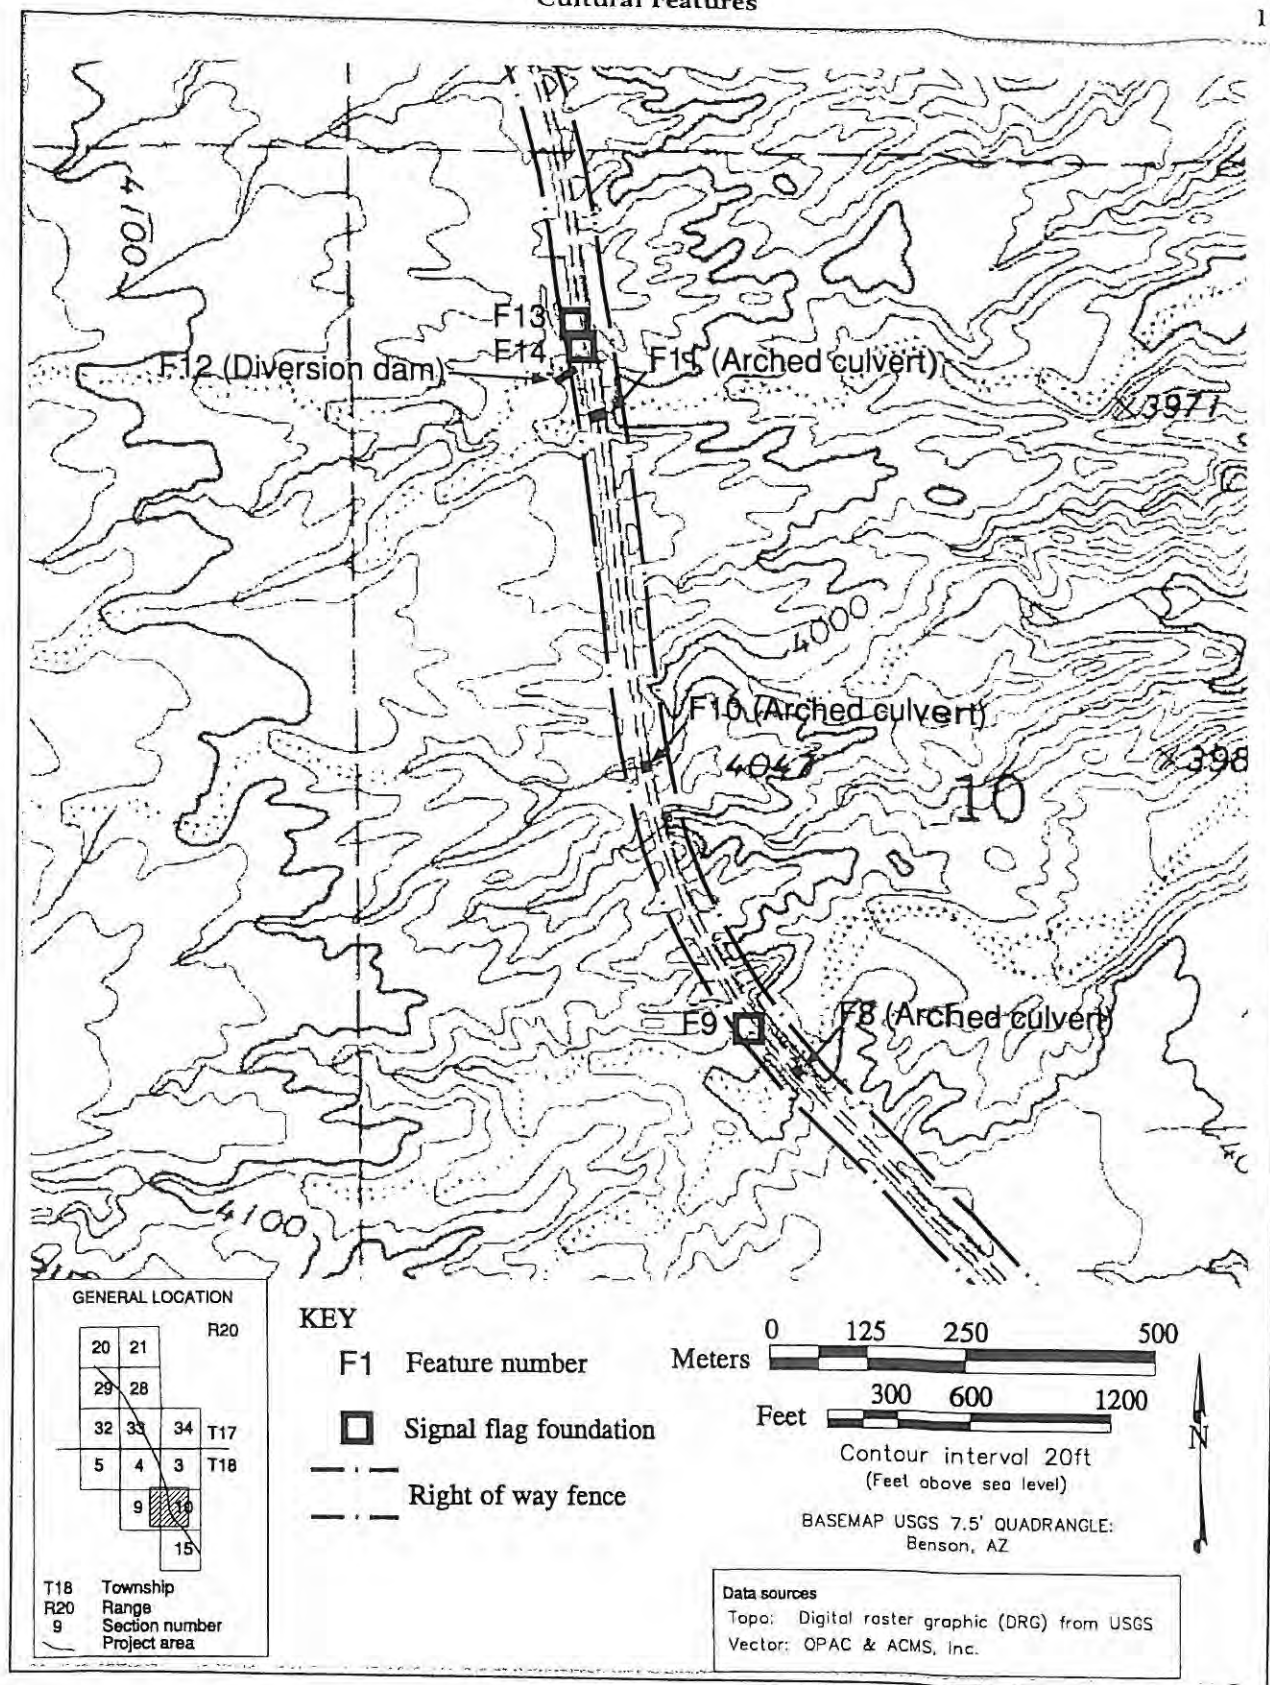 Cultural Features
1
4100
F13
F14
F12 (Diversion dam)
F11 (Arched culvert)
3971
4000
F10 (Arched culvert)
4047
398
10
F9
F8 (Arched culvert)
4100
GENERAL LOCATION
R20
20 21
29 28
32 33 34 T17
5 4 3 T18
9 10
15
T18 Township
R20 Range
9 Section number
Project area
KEY
F1 Feature number
Signal flag foundation
Right of way fence
0 125 250 500
Meters
300 600 1200
Feet
Contour interval 20ft
(Feet above sea level)
BASEMAP USGS 7.5' QUADRANGLE:
Benson, AZ
N
Data sources
Topo: Digital raster graphic (DRG) from USGS
Vector: OPAC & ACMS, Inc.